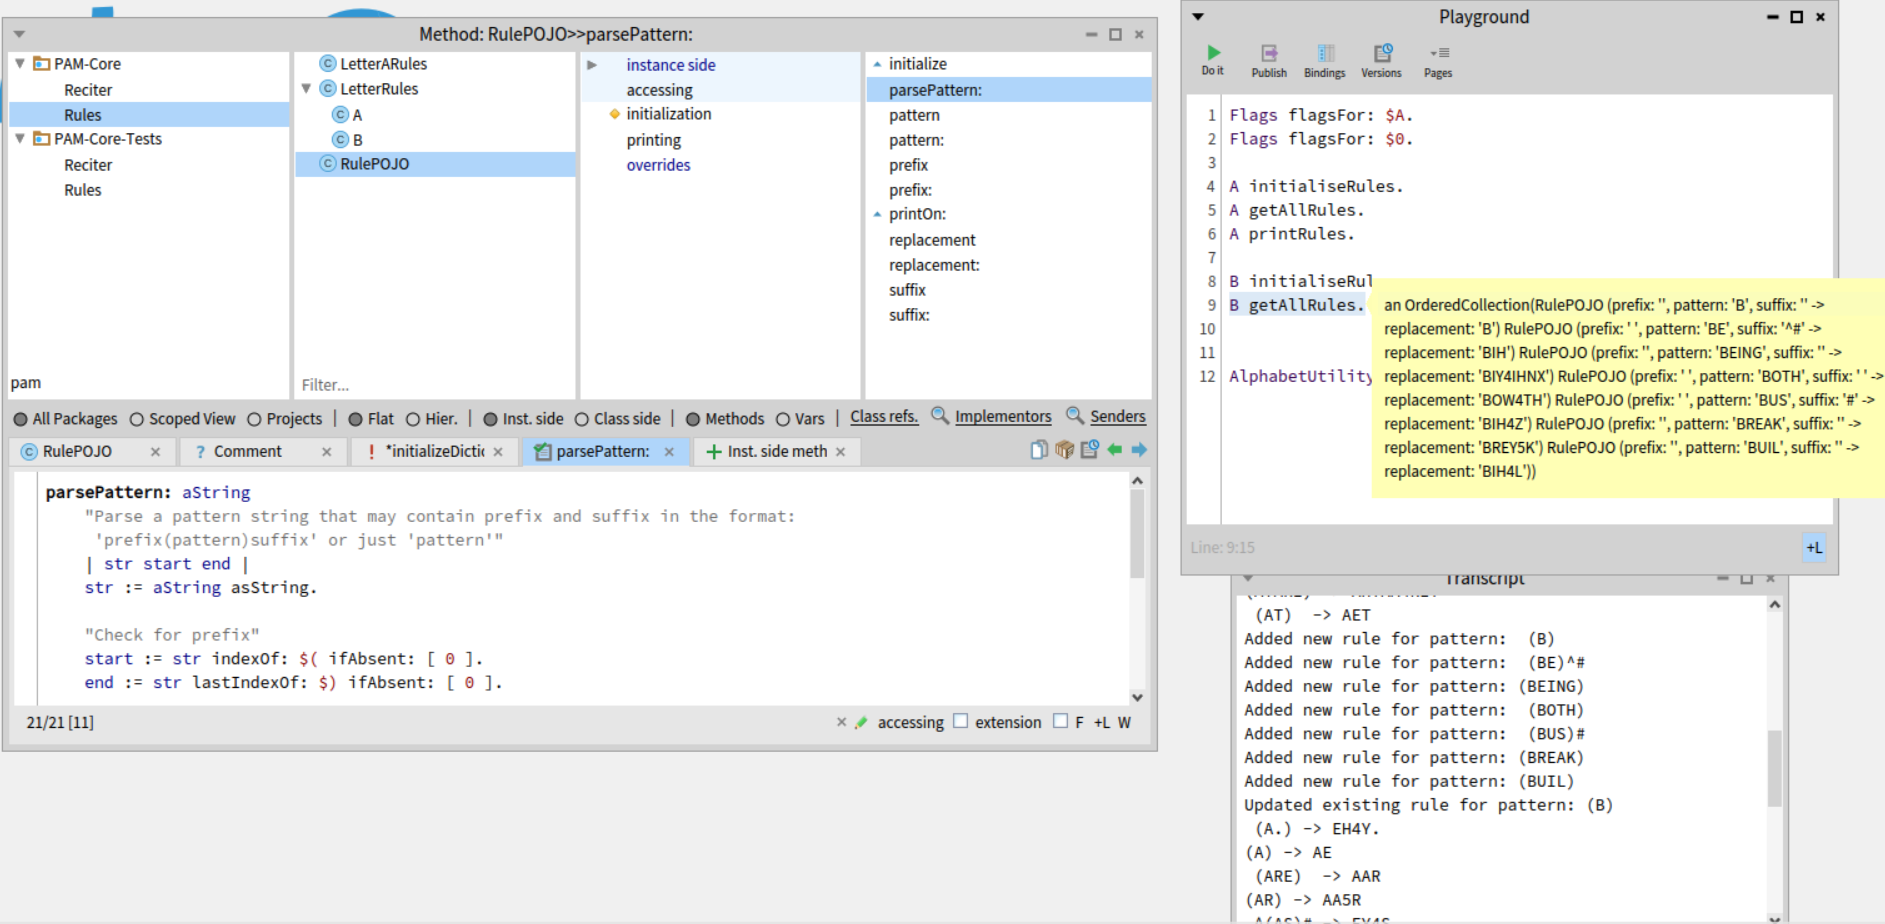 Method: RulePOJO>>parsePattern:
PAM-Core
Reciter
Rules
PAM-Core-Tests
Reciter
Rules
pam
LetterARules
LetterRules
A
B
RulePOJO
Filter...
instance side
accessing
initialization
printing
overrides
initialize
parsePattern:
pattern
pattern:
prefix
prefix:
printOn:
replacement
replacement:
suffix
suffix:
All Packages Scoped View Projects | Flat Hier. | Inst. side Class side | Methods Vars Class refs. Implementors Senders
RulePOJO × ? Comment × ! *initializeDictic × parsePattern: × Inst. side meth ×
parsePattern: aString
"Parse a pattern string that may contain prefix and suffix in the format:
'prefix(pattern)suffix' or just 'pattern'"
| str start end |
str := aString asString.
"Check for prefix"
start := str indexOf: $( ifAbsent: [ 0 ].
end := str lastIndexOf: $) ifAbsent: [ 0 ].
21/21 [11] × accessing extension F +L W
Playground
Do it Publish Bindings Versions Pages
1 Flags flagsFor: $A.
2 Flags flagsFor: $0.
3
4 A initialiseRules.
5 A getAllRules.
6 A printRules.
7
8 B initialiseRul
9 B getAllRules.
10
11
12 AlphabetUtility
an OrderedCollection(RulePOJO (prefix: '', pattern: 'B', suffix: '' ->
replacement: 'B') RulePOJO (prefix: ' ', pattern: 'BE', suffix: '^#' ->
replacement: 'BIH') RulePOJO (prefix: '', pattern: 'BEING', suffix: '' ->
replacement: 'BIY4IHNX') RulePOJO (prefix: ' ', pattern: 'BOTH', suffix: ' ' ->
replacement: 'BOW4TH') RulePOJO (prefix: ' ', pattern: 'BUS', suffix: '#' ->
replacement: 'BIH4Z') RulePOJO (prefix: '', pattern: 'BREAK', suffix: '' ->
replacement: 'BREY5K') RulePOJO (prefix: '', pattern: 'BUIL', suffix: '' ->
replacement: 'BIH4L'))
Line: 9:15 +L
Transcript
(AT) -> AET
Added new rule for pattern: (B)
Added new rule for pattern: (BE)^#
Added new rule for pattern: (BEING)
Added new rule for pattern: (BOTH)
Added new rule for pattern: (BUS)#
Added new rule for pattern: (BREAK)
Added new rule for pattern: (BUIL)
Updated existing rule for pattern: (B)
(A.) -> EH4Y.
(A) -> AE
(ARE) -> AAR
(AR) -> AA5R